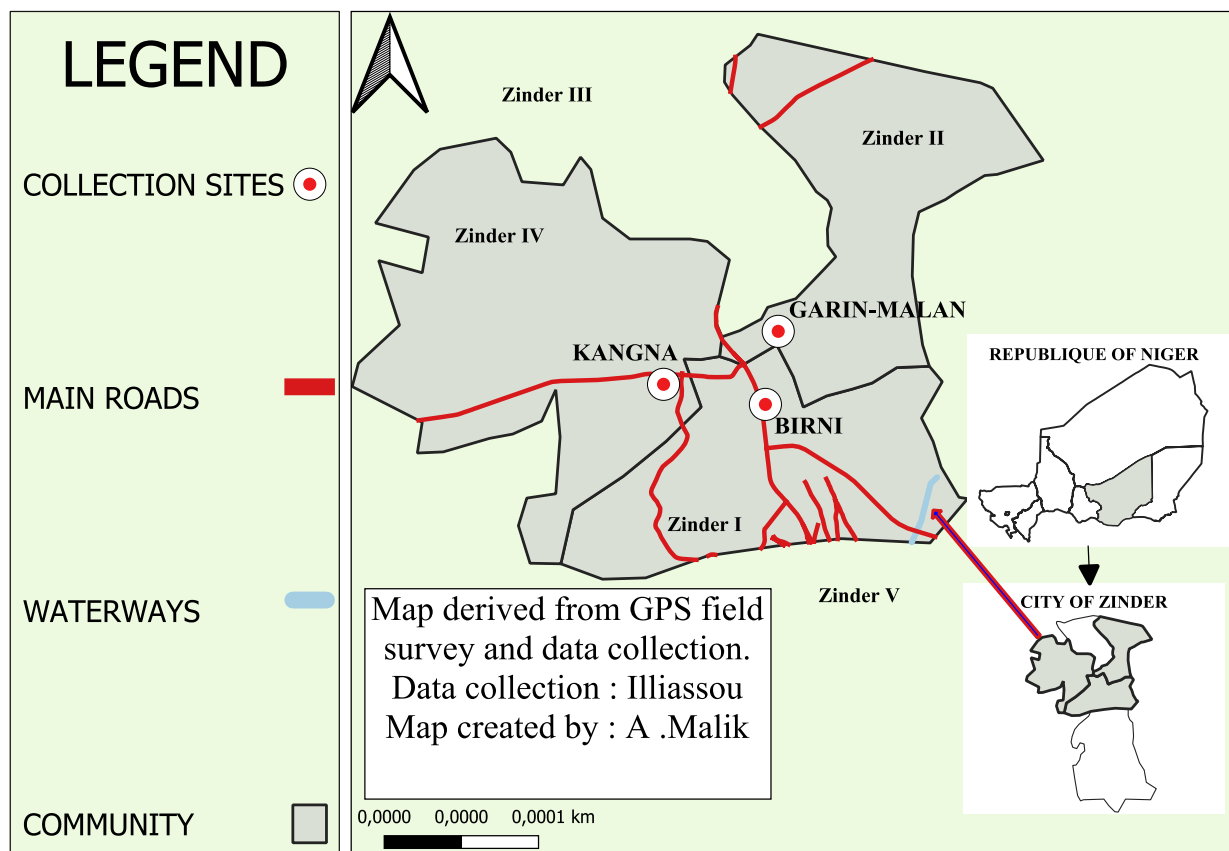 LEGEND
COLLECTION SITES
MAIN ROADS
WATERWAYS
COMMUNITY
Zinder III
Zinder II
Zinder IV
GARIN-MALAN
KANGNA
BIRNI
Zinder I
Zinder V
REPUBLIQUE OF NIGER
CITY OF ZINDER
Map derived from GPS field
survey and data collection.
Data collection : Illiassou
Map created by : A .Malik
0,0000 0,0000 0,0001 km